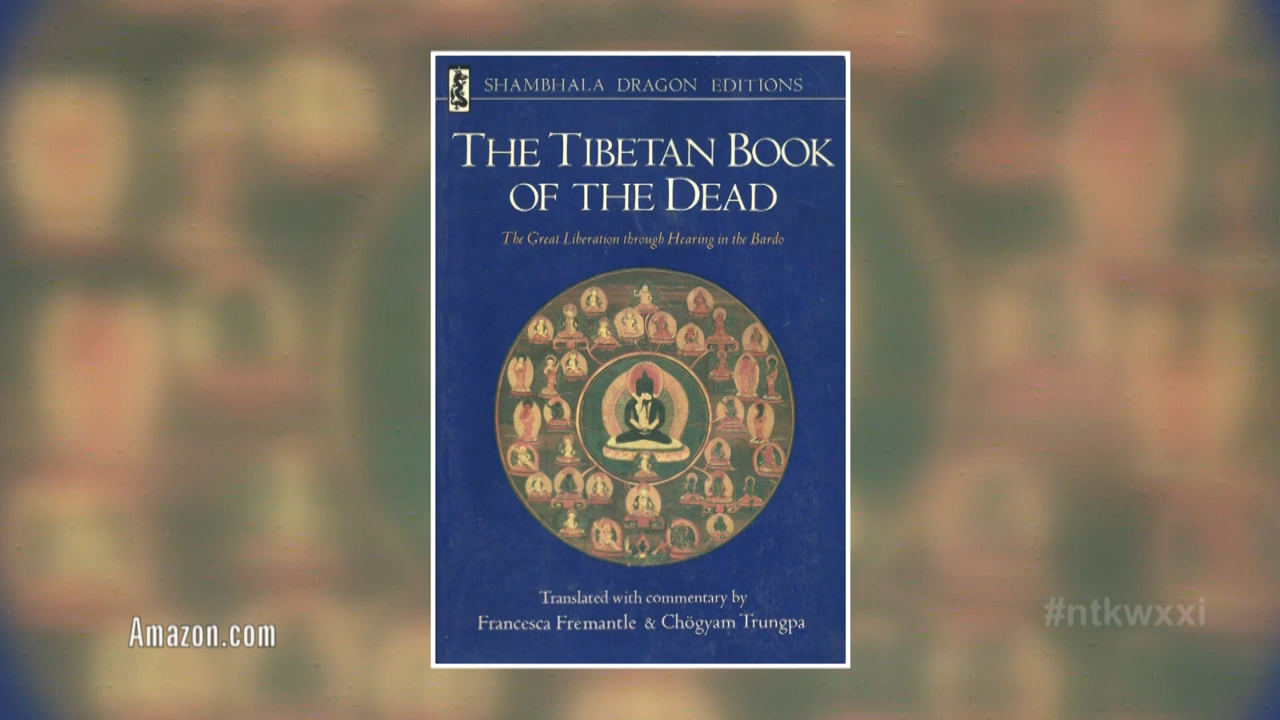 SHAMBHALA DRAGON EDITIONS
THE TIBETAN BOOK
OF THE DEAD
The Great Liberation through Hearing in the Bardo
Translated with commentary by
Francesca Fremantle & Chögyam Trungpa
Amazon.com
#ntkwxxi